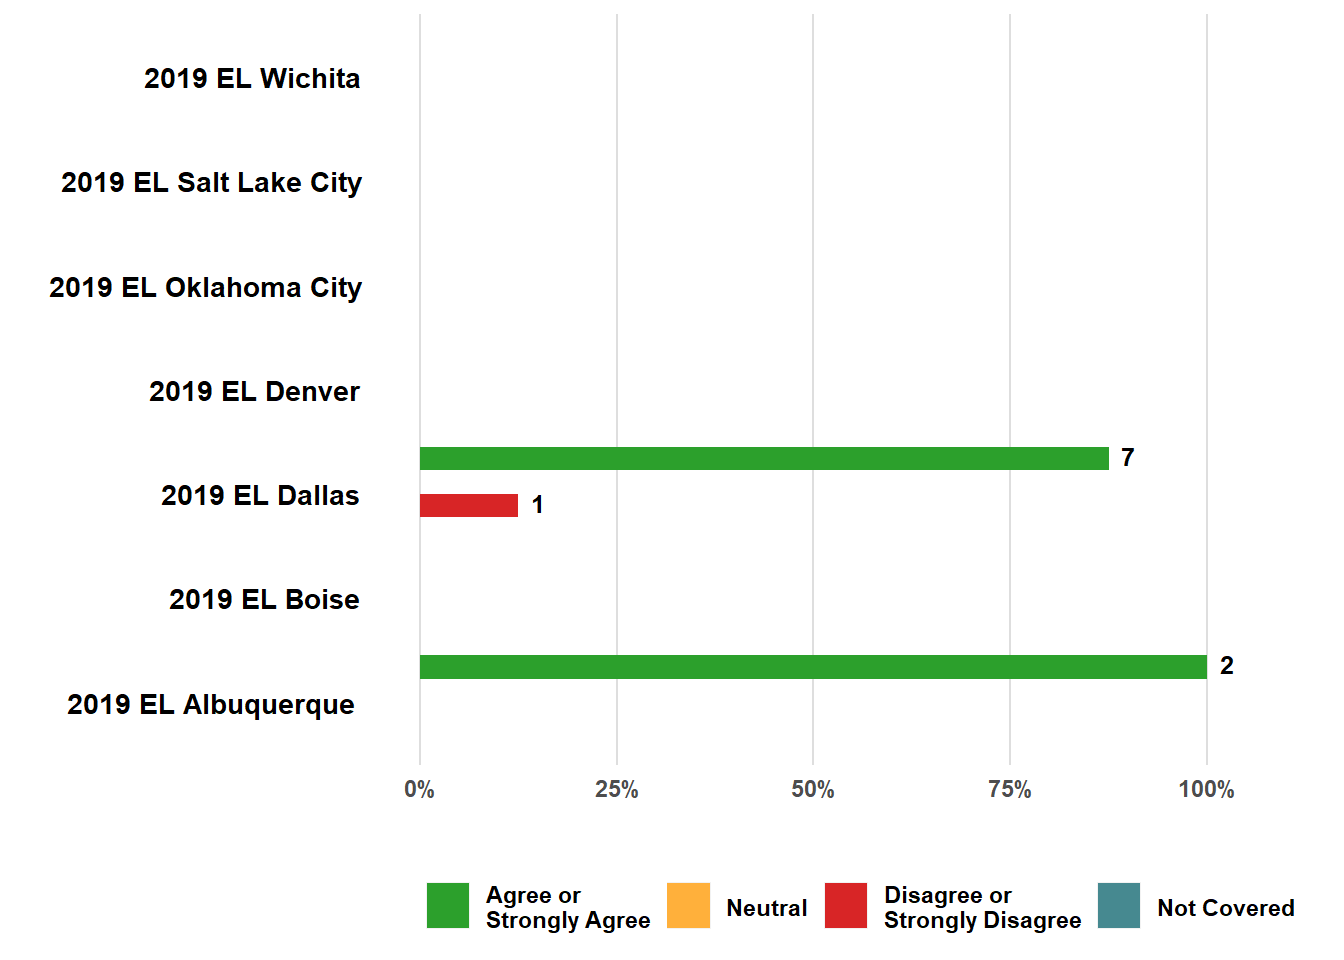 2019 EL Wichita
2019 EL Salt Lake City
2019 EL Oklahoma City
2019 EL Denver
7
2019 EL Dallas
1
2019 EL Boise
2
2019 EL Albuquerque
0% 25% 50% 75% 100%
Agree or
Strongly Agree
Neutral
Disagree or
Strongly Disagree
Not Covered